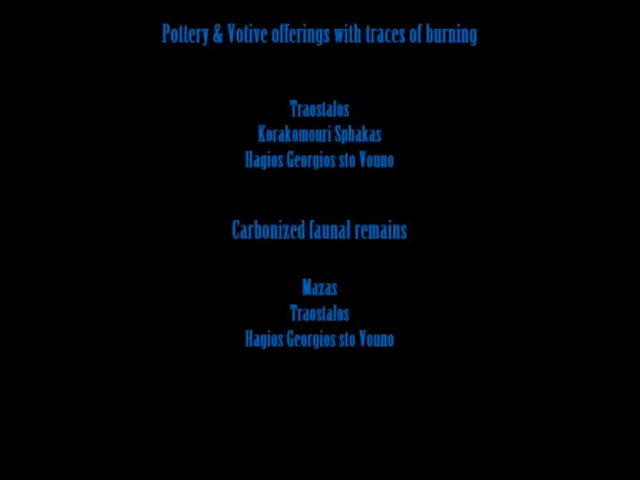 Pottery & Votive offerings with traces of burning
Traostalos
Korakomouri Sphakas
Hagios Georgios sto Vouno
Carbonized faunal remains
Mazas
Traostalos
Hagios Georgios sto Vouno